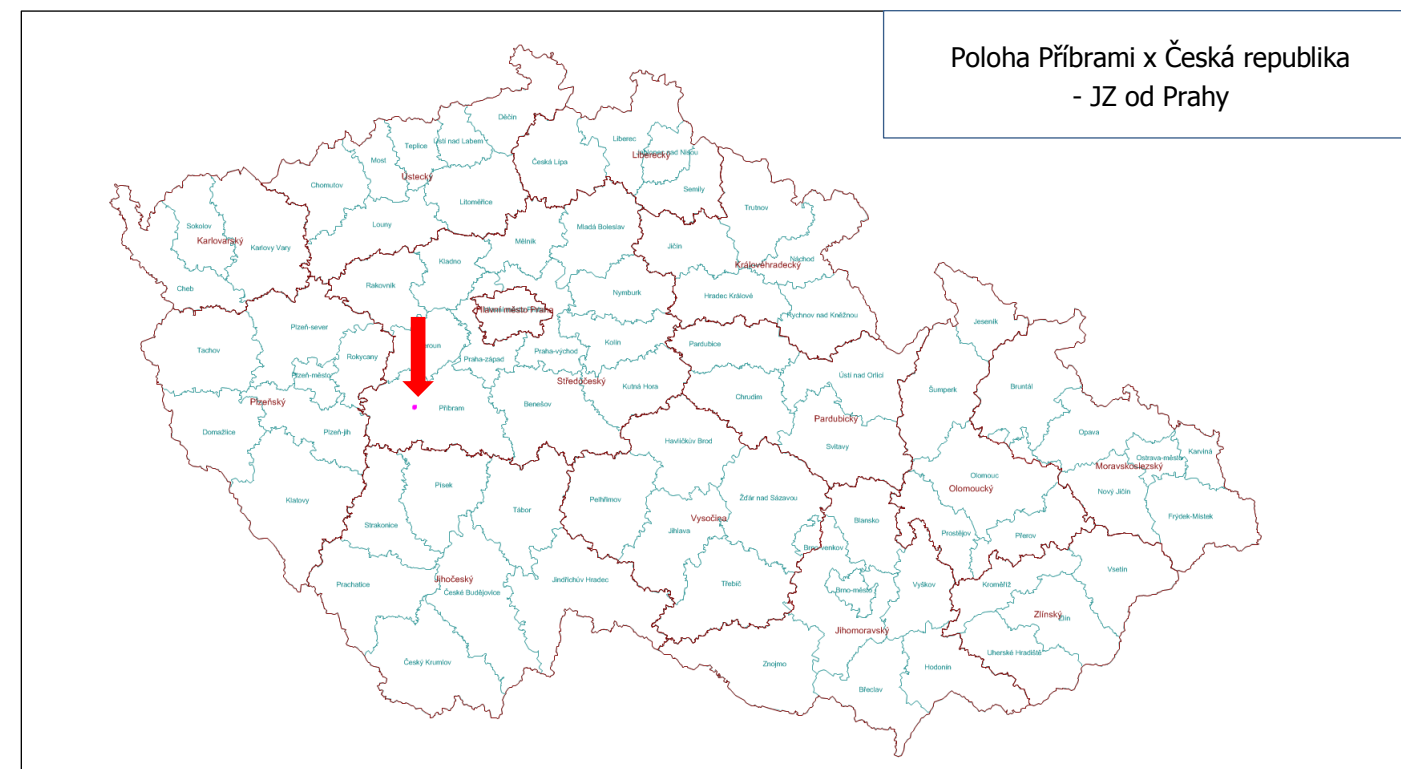 Poloha Příbrami x Česká republika
- JZ od Prahy
Děčín
Liberec
Teplice
Ústí nad Labem
Most
Česká Lípa
Liberecký
Ústecký
Chomutov
Semily
Litoměřice
Trutnov
Sokolov
Louny
Mladá Boleslav
Karlovarský
Karlovy Vary
Mělník
Jičín
Kladno
Náchod
Královéhradecký
Rakovník
Cheb
Nymburk
Hradec Králové
Hlavní město Praha
Rychnov nad Kněžnou
Jeseník
Plzeň-sever
Kolín
Pardubice
Tachov
Rokycany
Praha-západ
Praha-východ
Plzeň-město
Ústí nad Orlicí
Středočeský
Kutná Hora
Šumperk
Bruntál
Chrudim
Plzeňský
Příbram
Benešov
Pardubický
Domažlice
Plzeň-jih
Opava
Havlíčkův Brod
Svitavy
Karviná
Ostrava-město
Moravskoslezský
Klatovy
Písek
Olomouc
Olomoucký
Nový Jičín
Pelhřimov
Žďár nad Sázavou
Tábor
Frýdek-Místek
Strakonice
Vysočina
Blansko
Jihlava
Prostějov
Přerov
Brno-venkov
Vsetín
Jihočeský
Jindřichův Hradec
Prachatice
Třebíč
Vyškov
Kroměříž
České Budějovice
Brno-město
Zlínský
Zlín
Jihomoravský
Uherské Hradiště
Český Krumlov
Znojmo
Hodonín
Břeclav